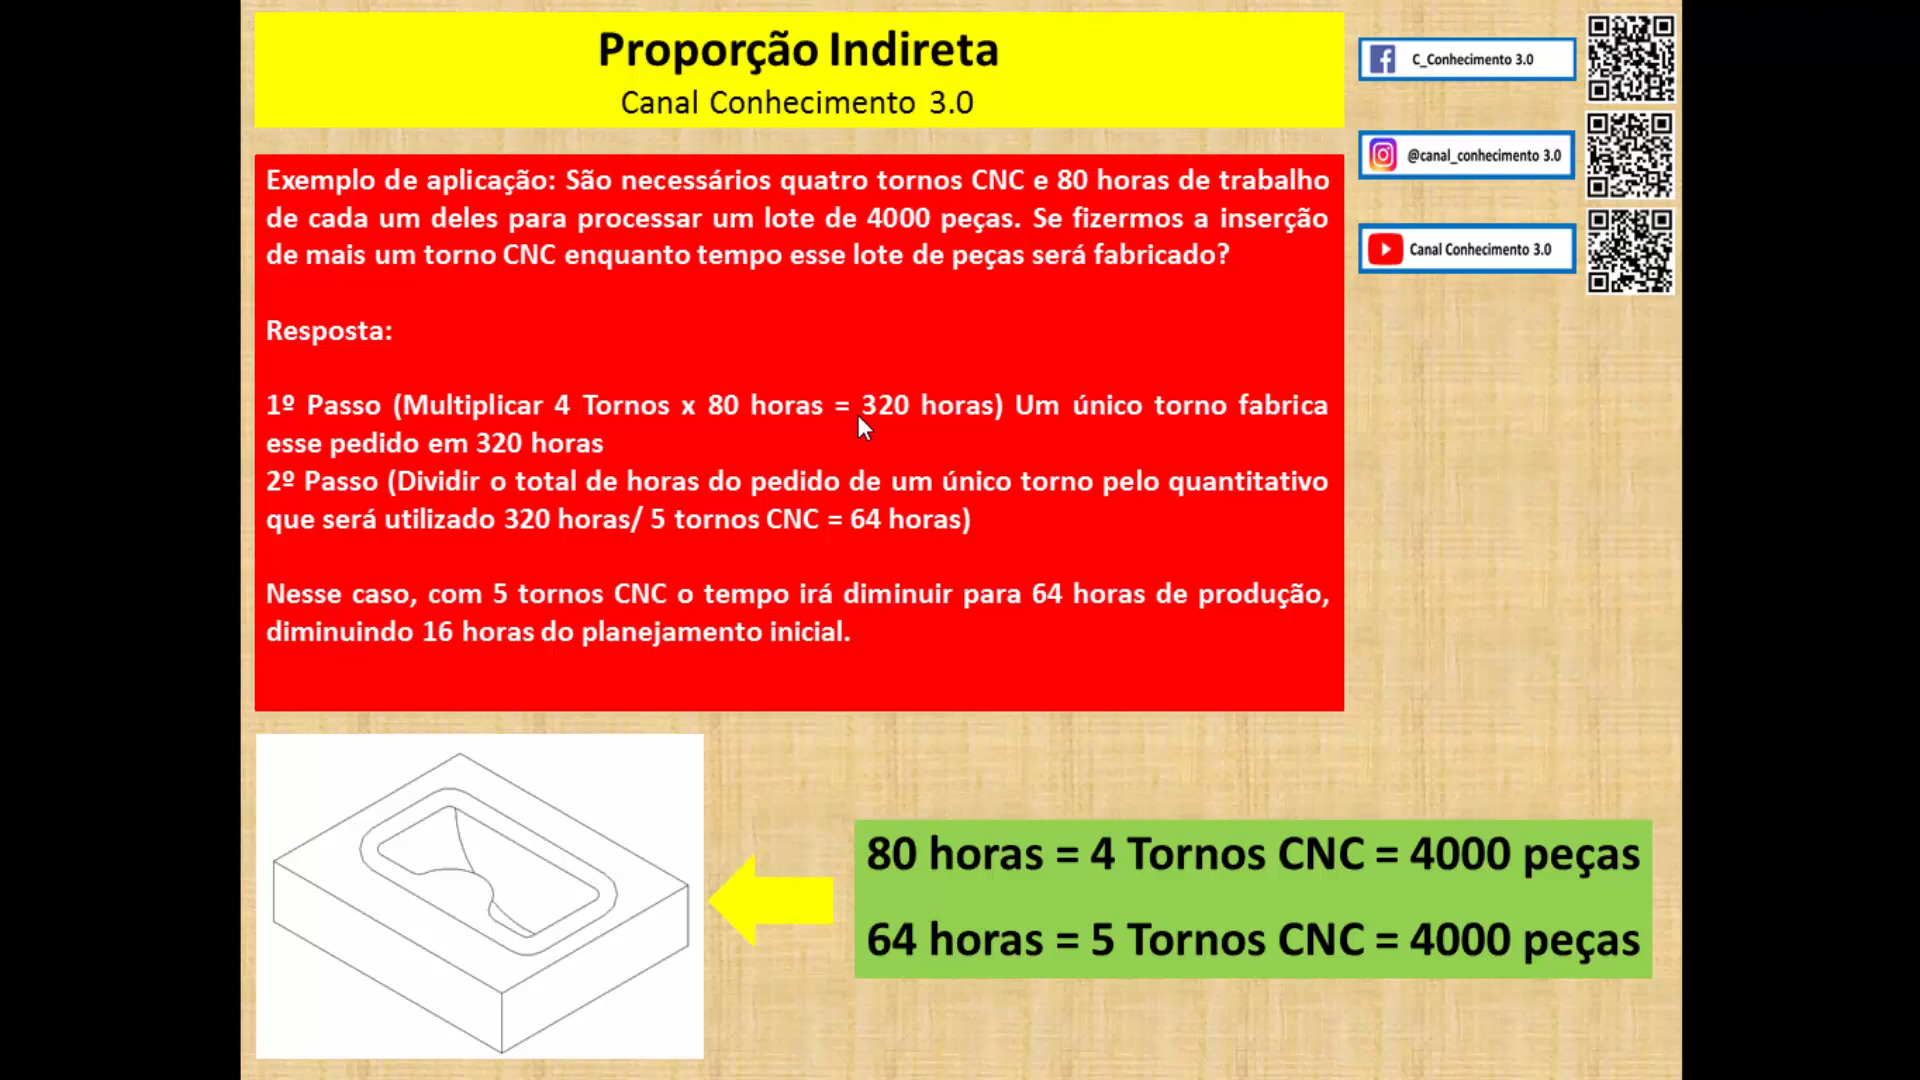 Proporção Indireta
Canal Conhecimento 3.0
C_Conhecimento 3.0
@canal_conhecimento 3.0
Canal Conhecimento 3.0
Exemplo de aplicação: São necessários quatro tornos CNC e 80 horas de trabalho
de cada um deles para processar um lote de 4000 peças. Se fizermos a inserção
de mais um torno CNC enquanto tempo esse lote de peças será fabricado?
Resposta:
1º Passo (Multiplicar 4 Tornos x 80 horas = 320 horas) Um único torno fabrica
esse pedido em 320 horas
2º Passo (Dividir o total de horas do pedido de um único torno pelo quantitativo
que será utilizado 320 horas/ 5 tornos CNC = 64 horas)
Nesse caso, com 5 tornos CNC o tempo irá diminuir para 64 horas de produção,
diminuindo 16 horas do planejamento inicial.
80 horas = 4 Tornos CNC = 4000 peças
64 horas = 5 Tornos CNC = 4000 peças